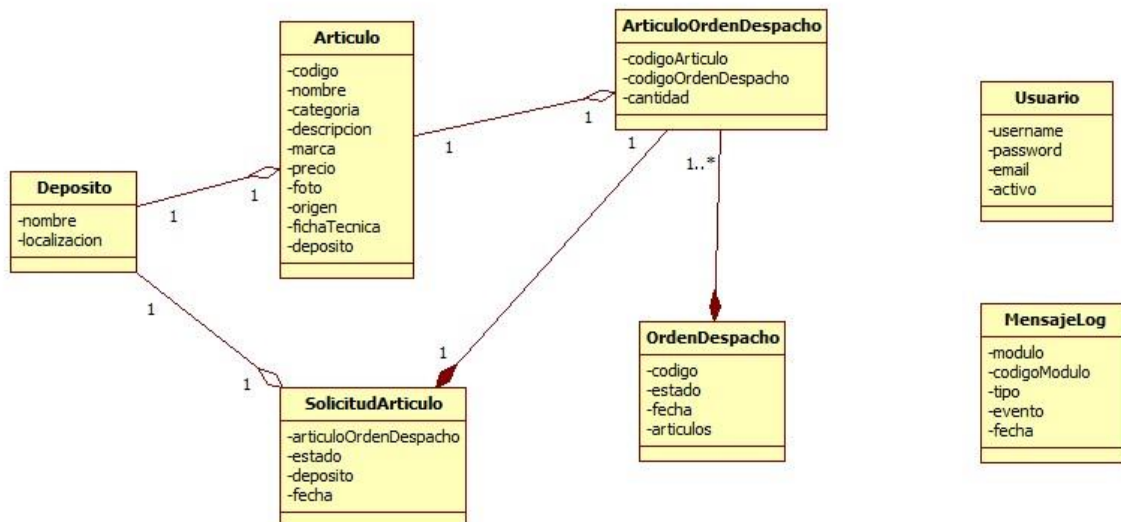 Articulo
-codigo
-nombre
-categoria
-descripcion
-marca
-precio
-foto
-origen
-fichaTecnica
-deposito
ArticuloOrdenDespacho
-codigoArticulo
-codigoOrdenDespacho
-cantidad
Usuario
-username
-password
-email
-activo
Deposito
-nombre
-localizacion
1
1
1
1
1
1..*
1
1
1
OrdenDespacho
-codigo
-estado
-fecha
-articulos
MensajeLog
-modulo
-codigoModulo
-tipo
-evento
-fecha
SolicitudArticulo
-articuloOrdenDespacho
-estado
-deposito
-fecha